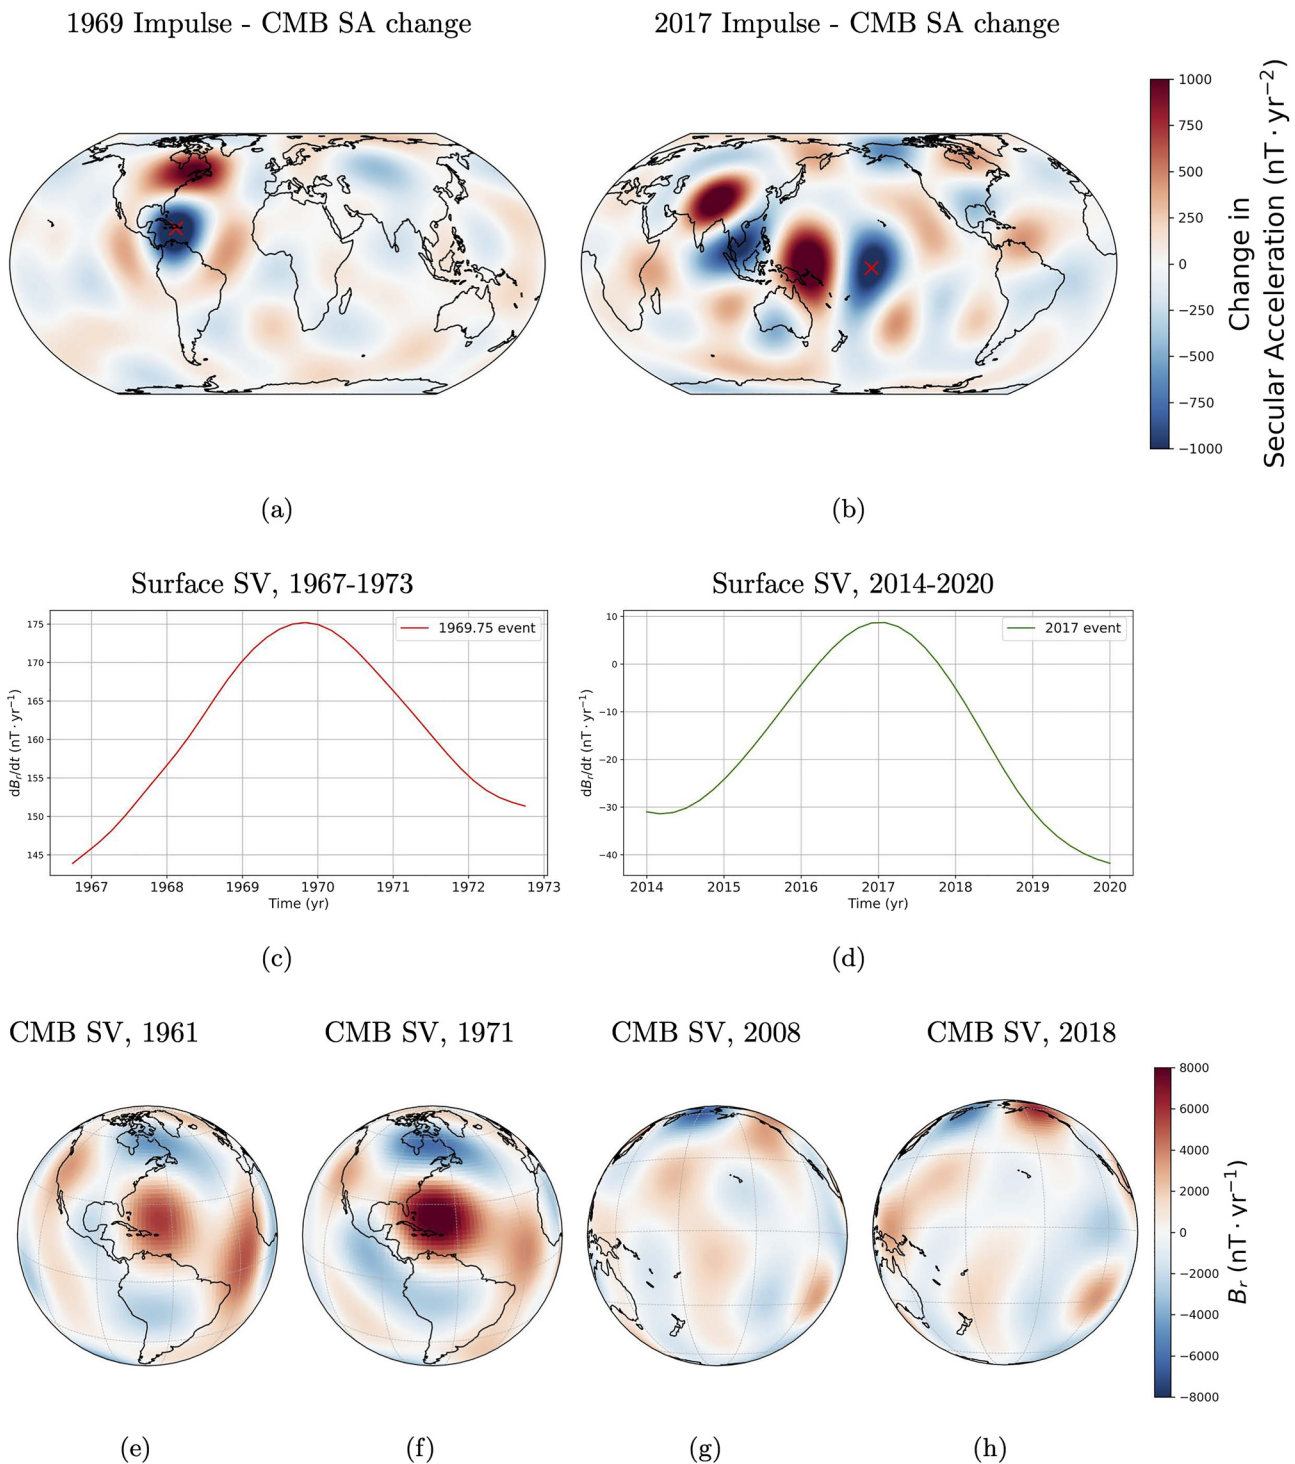 1969 Impulse - CMB SA change
2017 Impulse - CMB SA change
1000
750
500
250
0
−250
−500
−750
−1000
Change in
Secular Acceleration (nT · yr⁻²)
(a)
(b)
Surface SV, 1967-1973
Surface SV, 2014-2020
175
170
165
160
155
150
145
dBᵣ/dt (nT · yr⁻¹)
1969.75 event
1967
1968
1969
1970
1971
1972
1973
Time (yr)
10
0
−10
−20
−30
−40
dBᵣ/dt (nT · yr⁻¹)
2017 event
2014
2015
2016
2017
2018
2019
2020
Time (yr)
(c)
(d)
CMB SV, 1961
CMB SV, 1971
CMB SV, 2008
CMB SV, 2018
8000
6000
4000
2000
0
−2000
−4000
−6000
−8000
Bᵣ (nT · yr⁻¹)
(e)
(f)
(g)
(h)